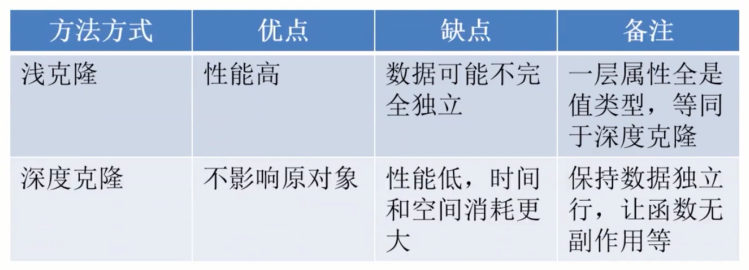 方法方式 优点 缺点 备注
浅克隆 性能高 数据可能不 一层属性全是
全独立 值类型，等同
于深度克隆
深度克隆 不影响原对象 性能低，时间 保持数据独立
和空间消耗更 行，让函数无
大 副作用等